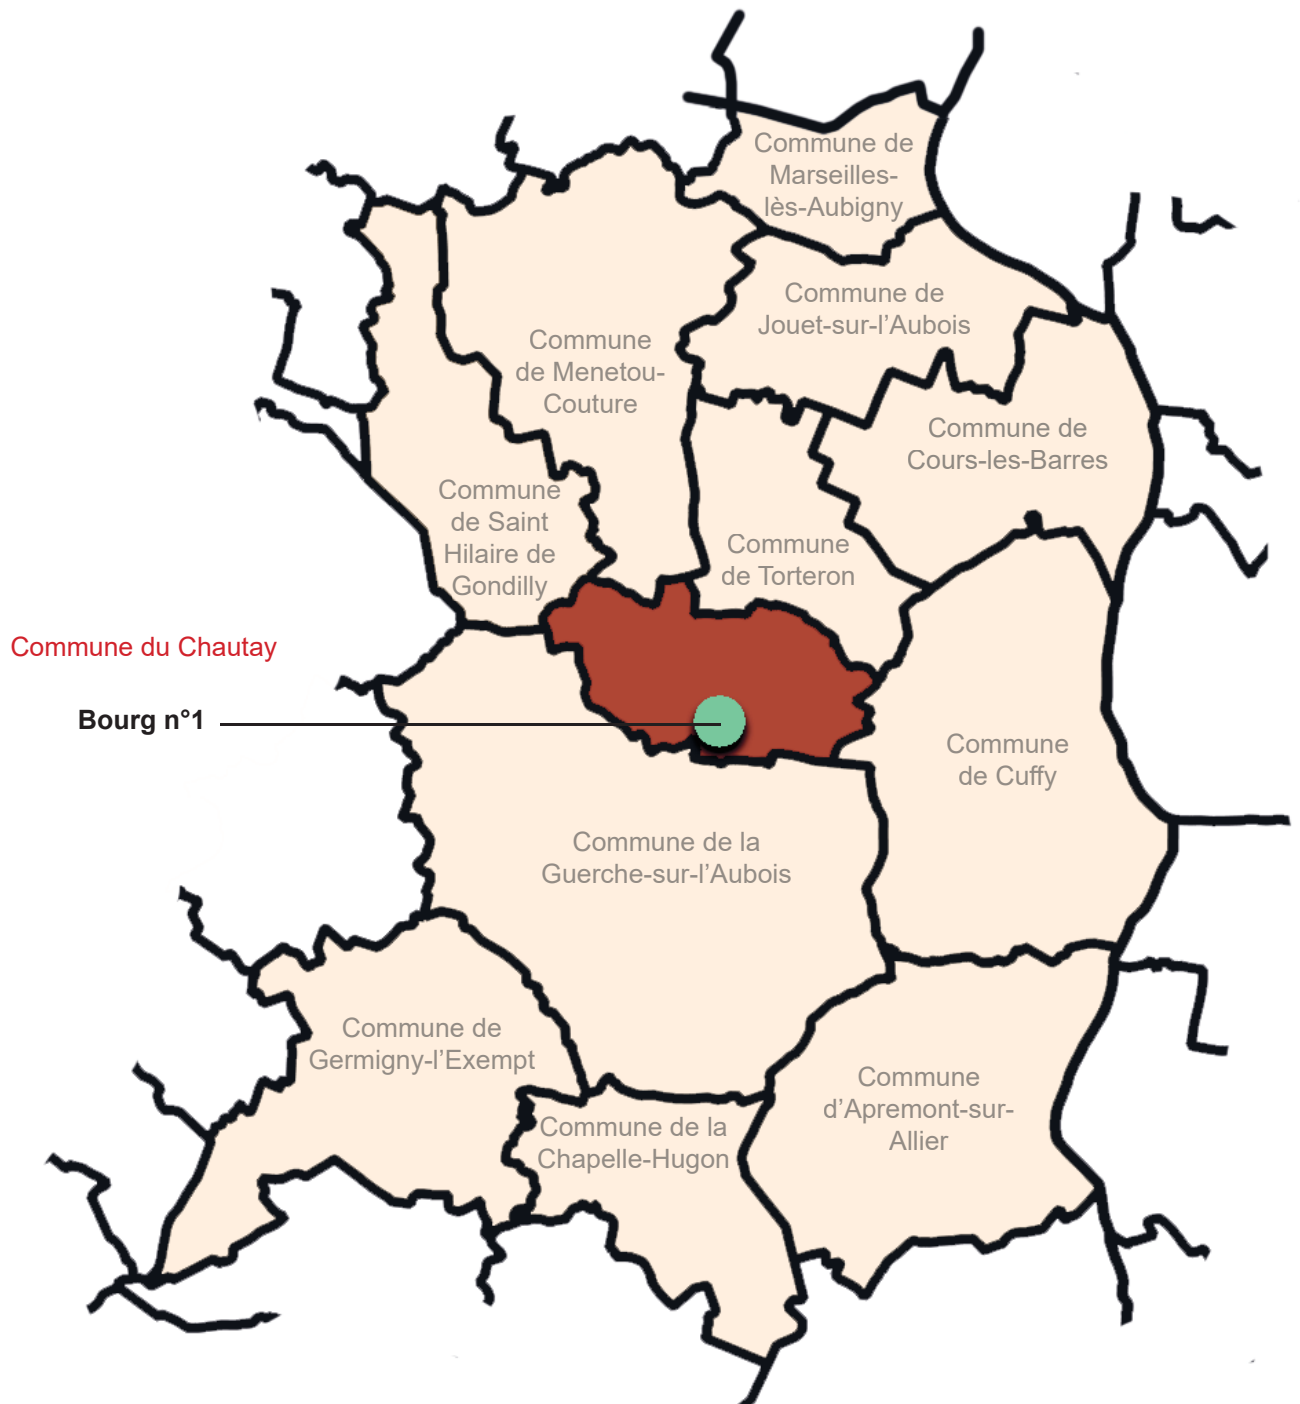 Commune de
Marseilles-
lès-Aubigny
Commune de
Jouet-sur-l'Aubois
Commune
de Menetou-
Couture
Commune de
Cours-les-Barres
Commune
de Saint
Hilaire de
Gondilly
Commune
de Torteron
Commune du Chautay
Bourg n°1
Commune
de Cuffy
Commune de la
Guerche-sur-l'Aubois
Commune de
Germigny-l'Exempt
Commune
d'Apremont-sur-
Allier
Commune de la
Chapelle-Hugon